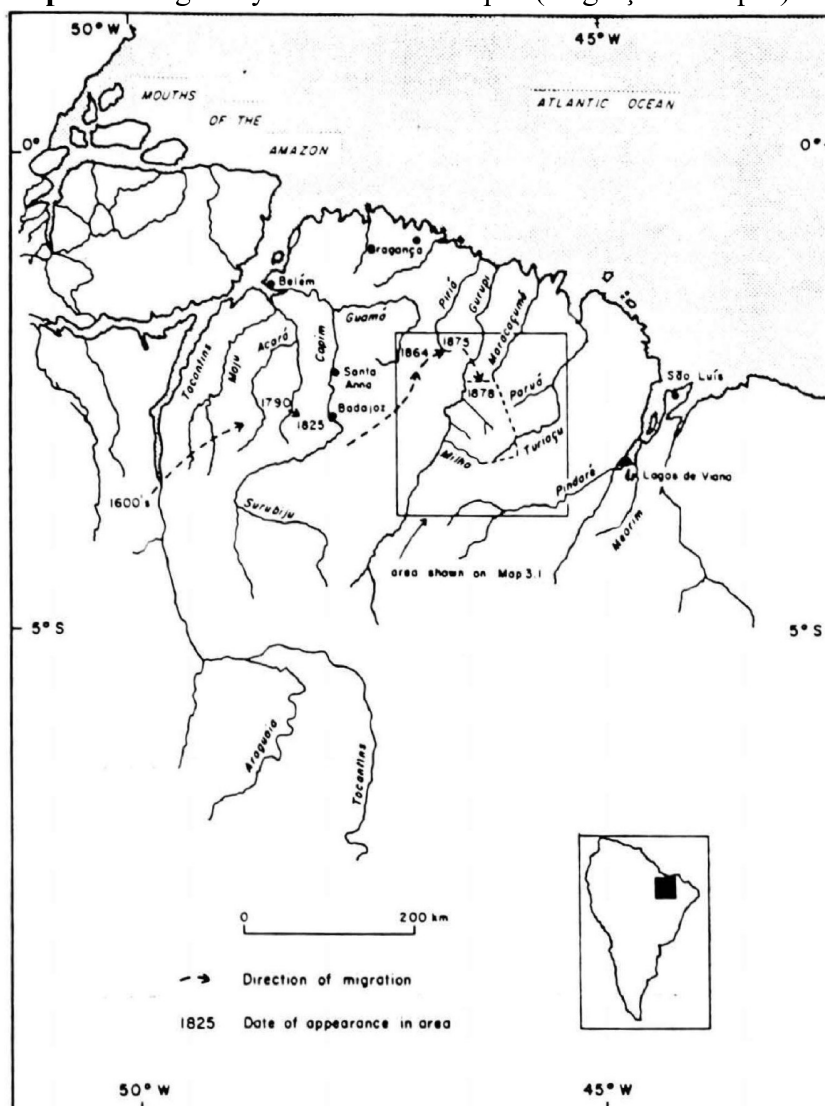 50° W 45° W
MOUTHS
OF THE
AMAZON
ATLANTIC OCEAN
0° 0°
Bragança
Belém
Piriá
Gurupi
Maracaçumé
Guamá
Capim
Acará
Moju
Tocantins
1864
1875
Santa
Anna
1878
Paruá
São Luís
1790
1825
Badajoz
Milho
Turiaçu
Pindaré
Lagos de Viana
1600's
Surubiju
Mearim
area shown on Map 3.1
5° S 5° S
Araguaia
Tocantins
0 200 km
Direction of migration
1825 Date of appearance in area
50° W 45° W